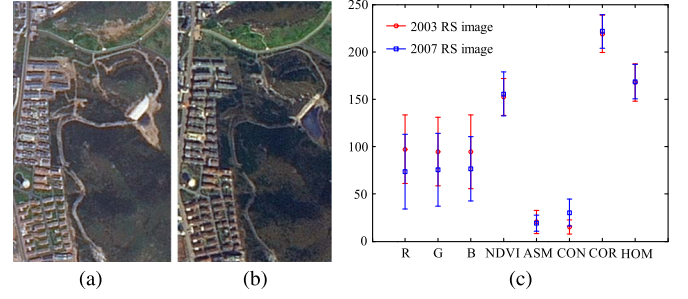 2003 RS image
2007 RS image
250
200
150
100
50
0
R G B NDVI ASM CON COR HOM
(a) (b) (c)